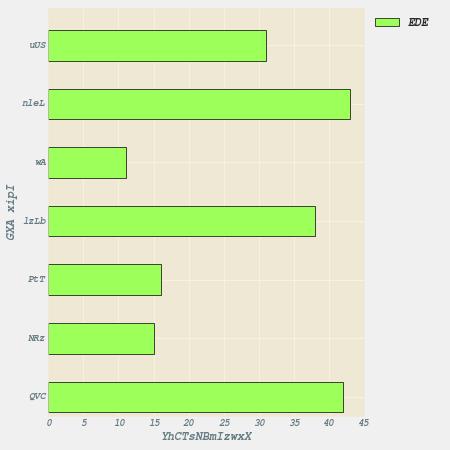 EDE
uUS
nleL
WA
lzLb
PtT
NRz
QVC
GXA xipI
0 5 10 15 20 25 30 35 40 45
YhCTsNBmIzwxX